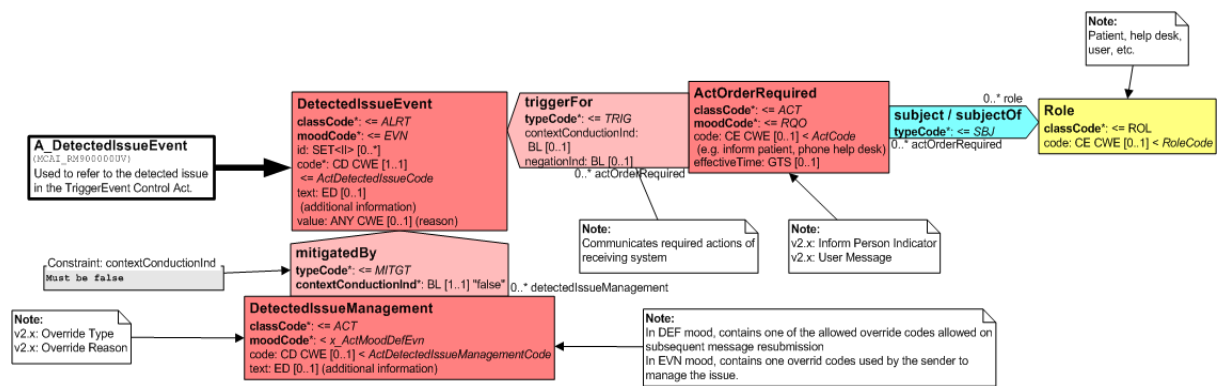 Note:
Patient, help desk,
user, etc.
A_DetectedIssueEvent
(MCAI_RM900000UV)
Used to refer to the detected issue
in the TriggerEvent Control Act.
DetectedIssueEvent
classCode*: <= ALRT
moodCode*: <= EVN
id: SET<II> [0..*]
code*: CD CWE [1..1]
<= ActDetectedIssueCode
text: ED [0..1]
(additional information)
value: ANY CWE [0..1] (reason)
triggerFor
typeCode*: <= TRIG
contextConductionInd:
BL [0..1]
negationInd: BL [0..1]
0..* actOrderRequired
ActOrderRequired
classCode*: <= ACT
moodCode*: <= RQO
code: CE CWE [0..1] < ActCode
(e.g. inform patient, phone help desk)
effectiveTime: GTS [0..1]
0..* role
subject / subjectOf
typeCode*: <= SBJ
0..* actOrderRequired
Role
classCode*: <= ROL
code: CE CWE [0..1] < RoleCode
Note:
Communicates required actions of
receiving system
Note:
v2.x: Inform Person Indicator
v2.x: User Message
Constraint: contextConductionInd
Must be false
mitigatedBy
typeCode*: <= MITGT
contextConductionInd*: BL [1..1] "false"
0..* detectedIssueManagement
Note:
v2.x: Override Type
v2.x: Override Reason
DetectedIssueManagement
classCode*: <= ACT
moodCode*: < x_ActMoodDefEvn
code: CD CWE [0..1] < ActDetectedIssueManagementCode
text: ED [0..1] (additional information)
Note:
In DEF mood, contains one of the allowed override codes allowed on
subsequent message resubmission
In EVN mood, contains one overrid codes used by the sender to
manage the issue.